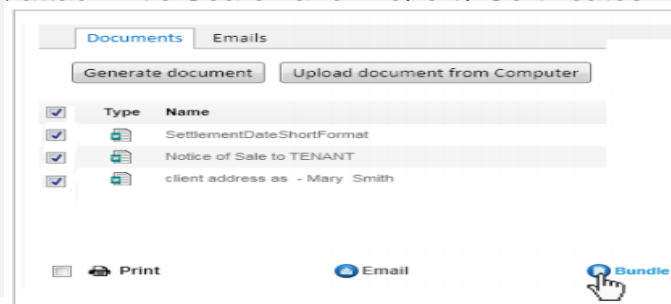 Documents Emails
Generate document Upload document from Computer
Type Name
SettlementDateShortFormat
Notice of Sale to TENANT
client address as - Mary Smith
Print Email Bundle